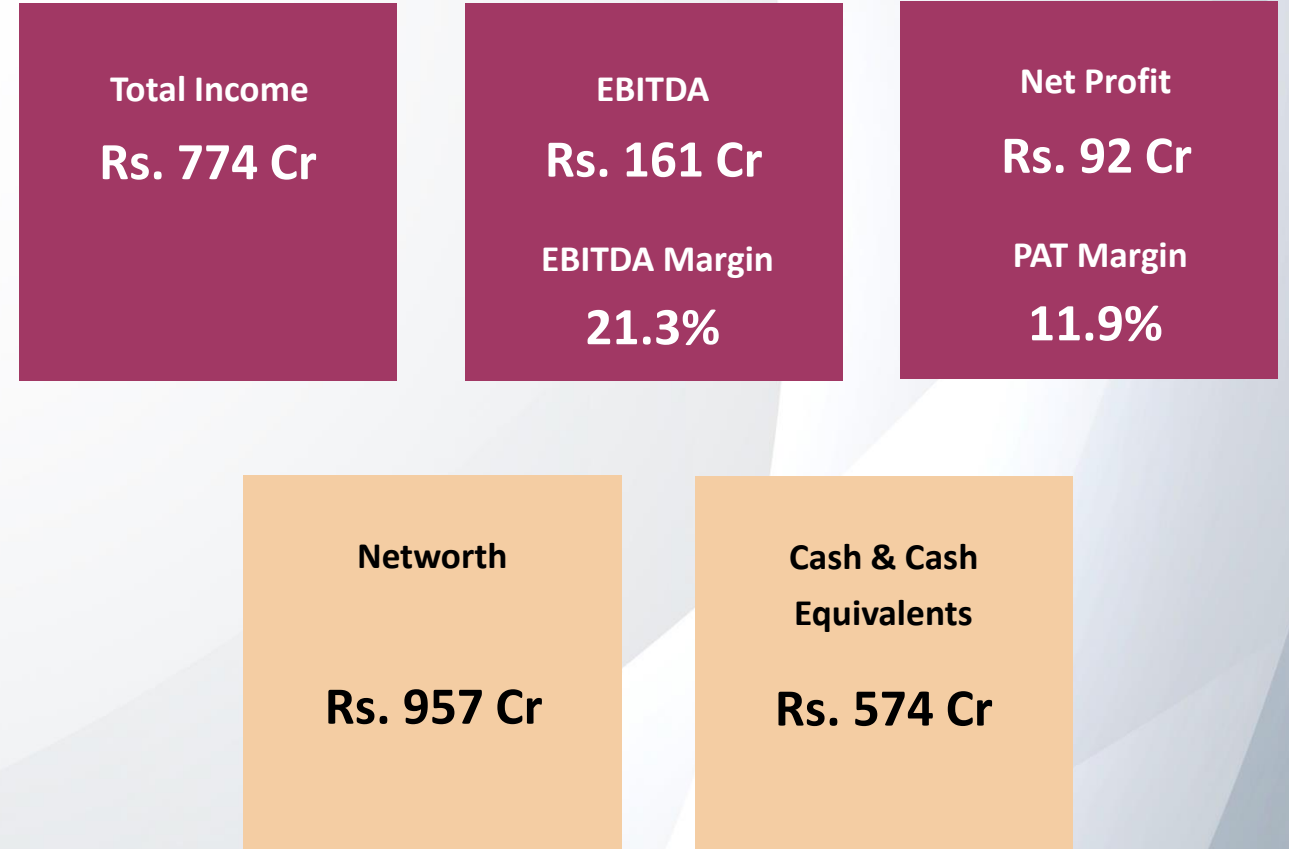 Total Income
Rs. 774 Cr
EBITDA
Rs. 161 Cr
EBITDA Margin
21.3%
Net Profit
Rs. 92 Cr
PAT Margin
11.9%
Networth
Rs. 957 Cr
Cash & Cash
Equivalents
Rs. 574 Cr